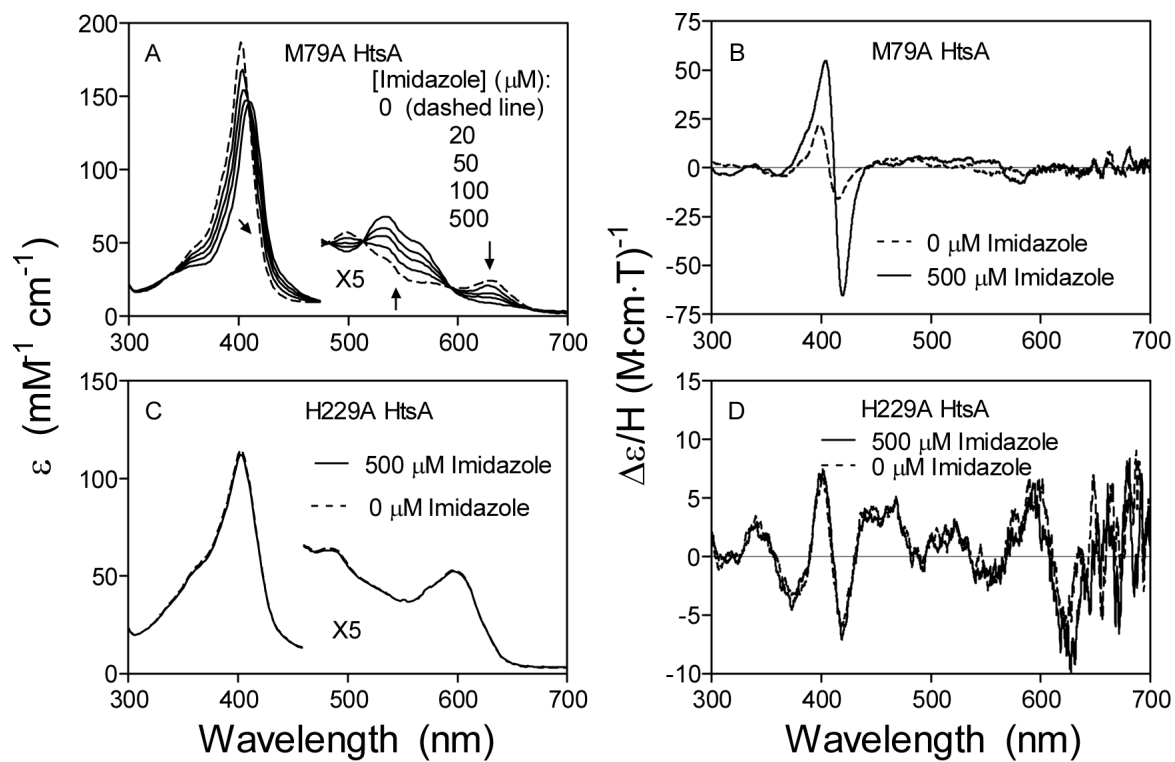 A
M79A HtsA
[Imidazole] (μM):
0 (dashed line)
20
50
100
500
X5
200
150
100
50
0
300 400 500 600 700
B
M79A HtsA
0 μM Imidazole
500 μM Imidazole
75
50
25
0
-25
-50
-75
300 400 500 600 700
C
H229A HtsA
500 μM Imidazole
0 μM Imidazole
X5
150
100
50
0
300 400 500 600 700
D
H229A HtsA
500 μM Imidazole
0 μM Imidazole
15
10
5
0
-5
-10
300 400 500 600 700
ε (mM⁻¹ cm⁻¹)
Δε/H (M·cm·T)⁻¹
Wavelength (nm)
Wavelength (nm)